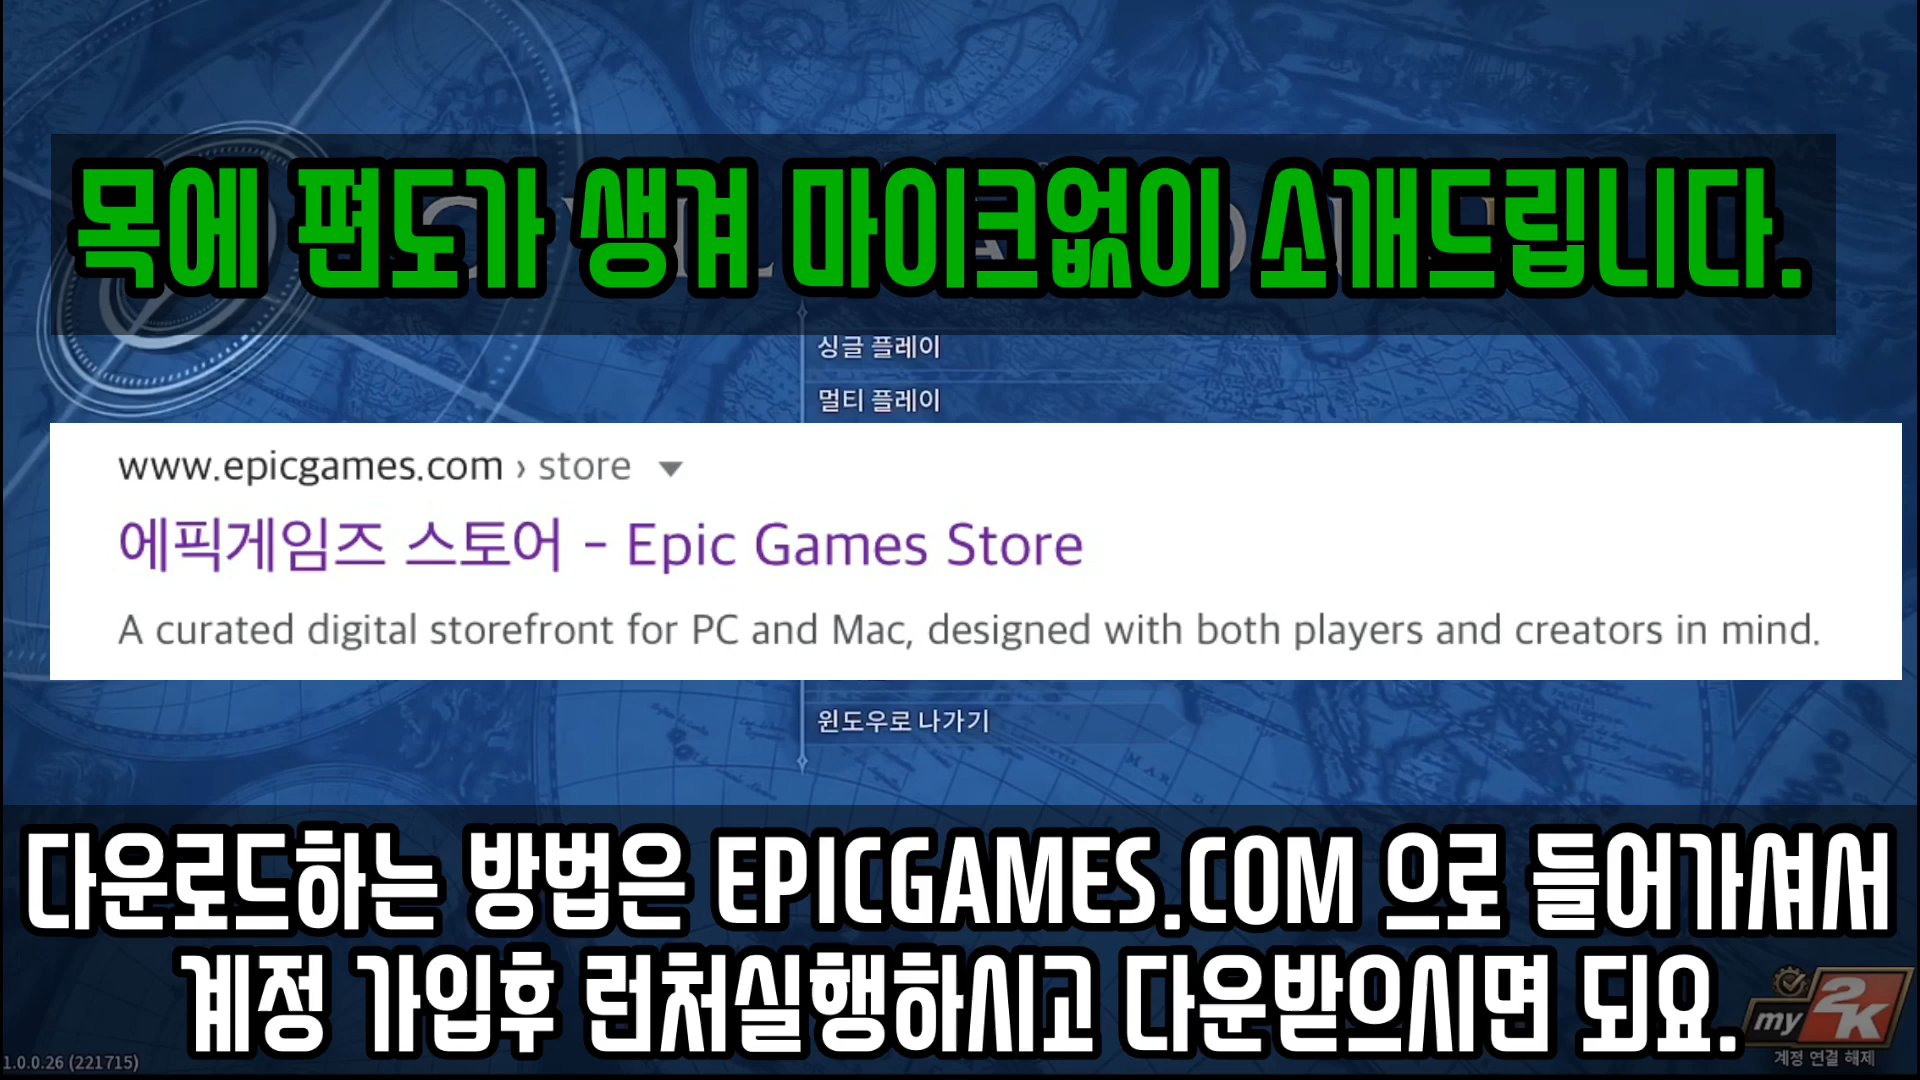 목에 편도가 생겨 마이크없이 소개드립니다.
싱글 플레이
멀티 플레이
www.epicgames.com › store
에픽게임즈 스토어 - Epic Games Store
A curated digital storefront for PC and Mac, designed with both players and creators in mind.
윈도우로 나가기
다운로드하는 방법은 EPICGAMES.COM 으로 들어가셔서
계정 가입후 런처실행하시고 다운받으시면 되요.
my 2K
계정 연결 해제
1.0.0.26 (221715)